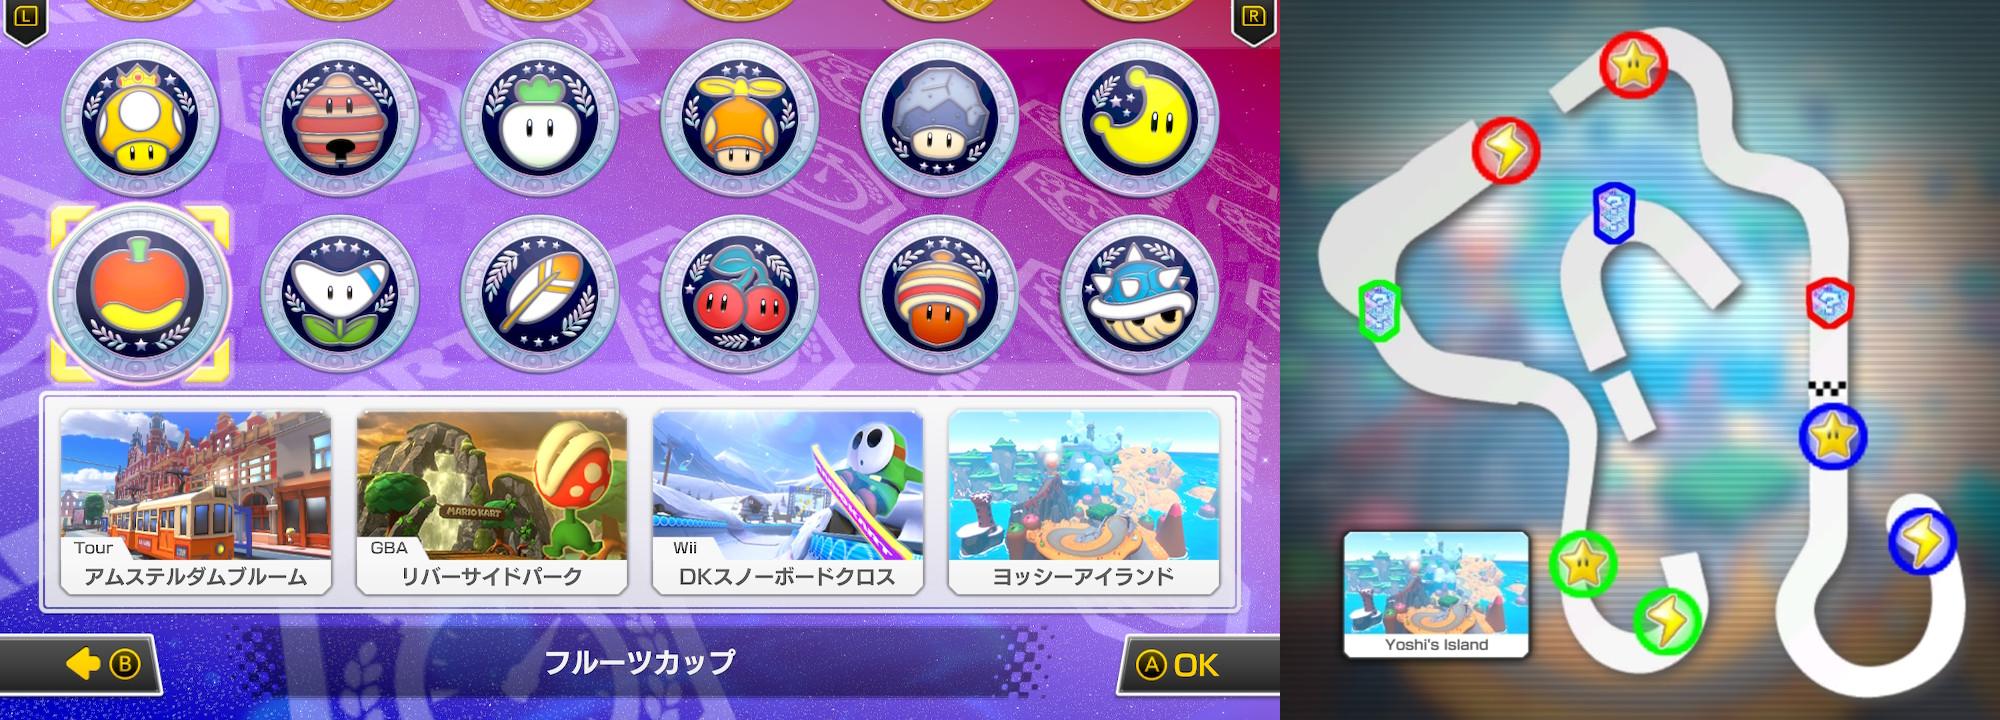 L
R
Tour
アムステルダムブルーム
GBA
MARIO KART
リバーサイドパーク
Wii
DKスノーボードクロス
ヨッシーアイランド
B
フルーツカップ
A OK
Yoshi's Island